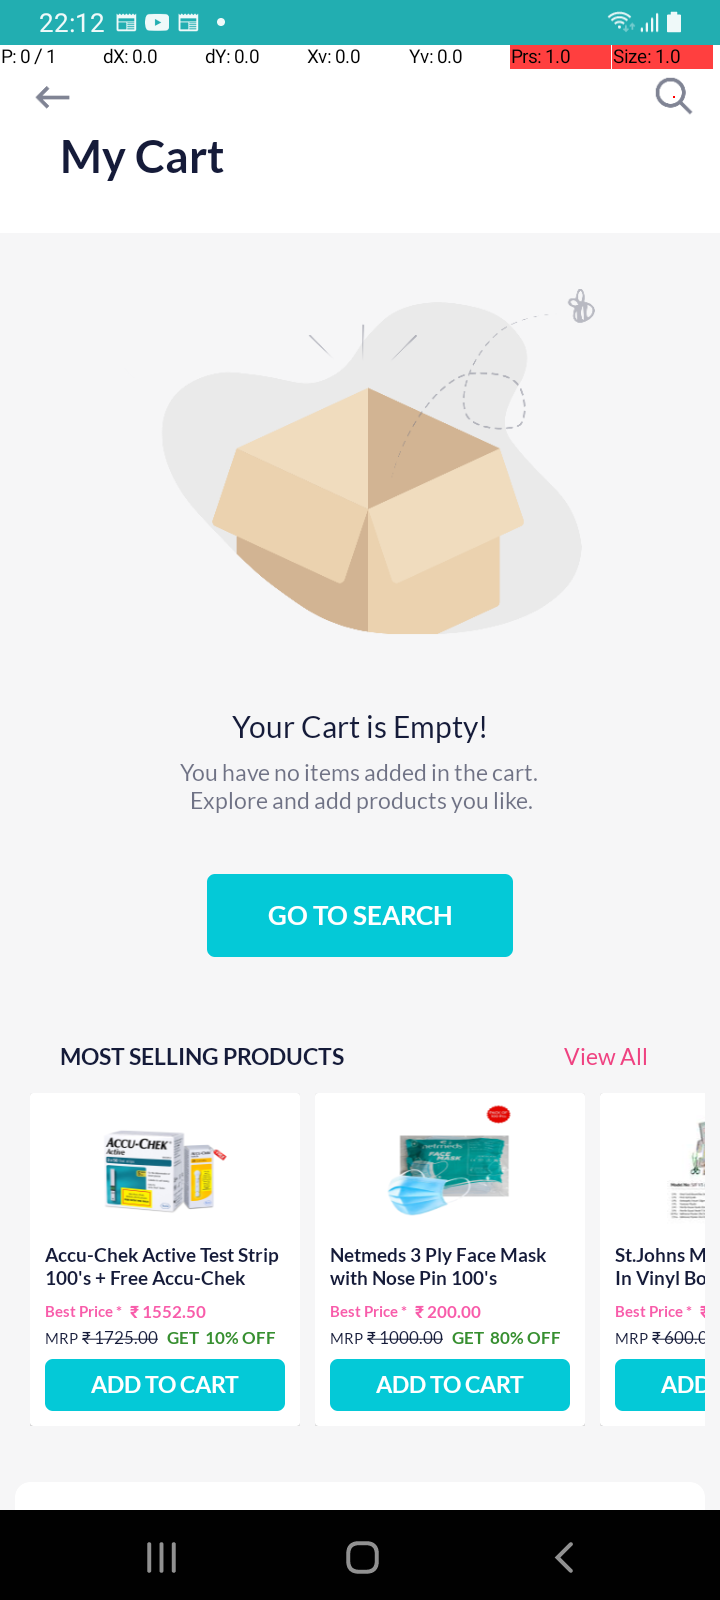 22:12
P: 0 / 1 dX: 0.0 dY: 0.0 Xv: 0.0 Yv: 0.0 Prs: 1.0 Size: 1.0
My Cart
Your Cart is Empty!
You have no items added in the cart.
Explore and add products you like.
GO TO SEARCH
MOST SELLING PRODUCTS View All
ACCU-CHEK
Active
netmeds
FACE
MASK
Accu-Chek Active Test Strip
100's + Free Accu-Chek
Best Price * ₹ 1552.50
MRP ₹ 1725.00 GET 10% OFF
ADD TO CART
Netmeds 3 Ply Face Mask
with Nose Pin 100's
Best Price * ₹ 200.00
MRP ₹ 1000.00 GET 80% OFF
ADD TO CART
St.Johns M
In Vinyl Bo
Best Price * ₹
MRP ₹ 600.0
ADD